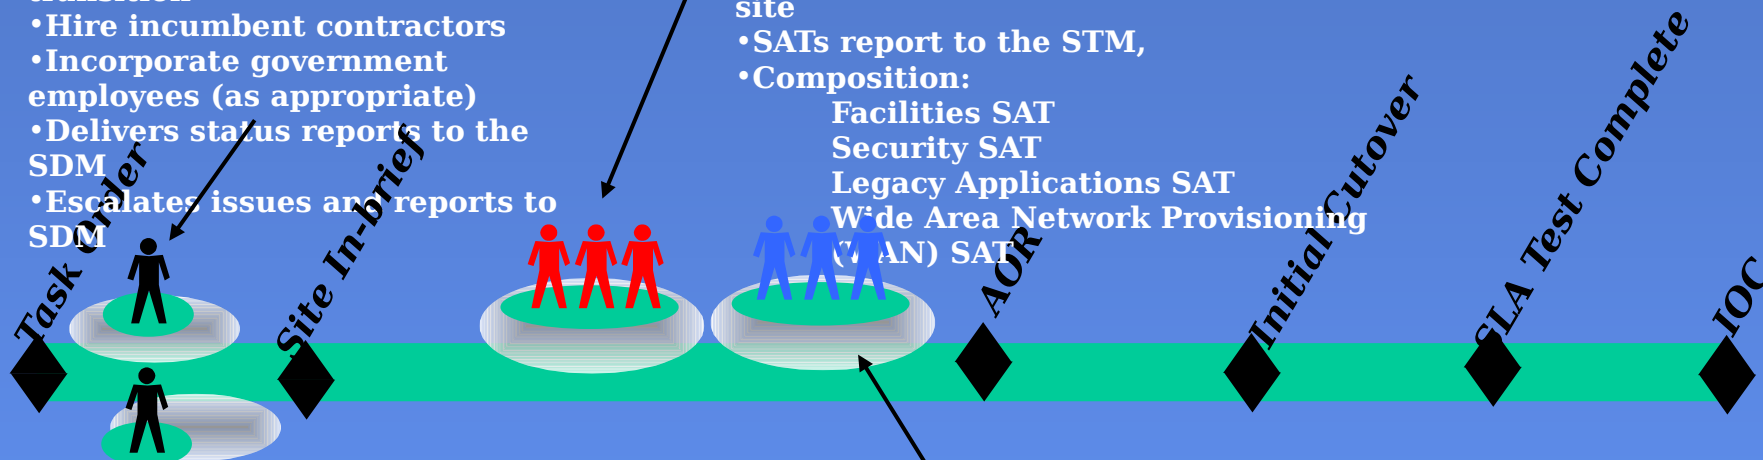 transition
•Hire incumbent contractors
•Incorporate government
employees (as appropriate)
•Delivers status reports to the
SDM
•Escalates issues and reports to
SDM
site
•SATs report to the STM,
•Composition:
Facilities SAT
Security SAT
Legacy Applications SAT
Wide Area Network Provisioning
(WAN) SAT
Task Order
Site In-brief
AOR
Initial Cutover
SLA Test Complete
IOC